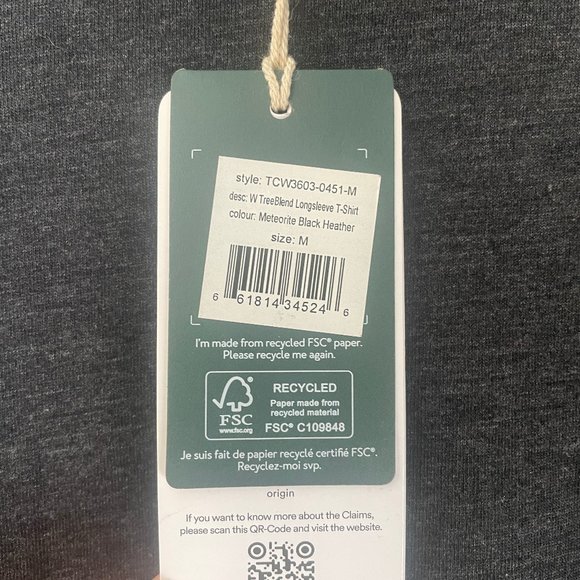 style: TCW3603-0451-M
desc: W TreeBlend Longsleeve T-Shirt
colour: Meteorite Black Heather
size: M
6 61814 34524 6
I'm made from recycled FSC® paper.
Please recycle me again.
FSC
www.fsc.org
RECYCLED
Paper made from
recycled material
FSC® C109848
Je suis fait de papier recyclé certifié FSC®.
Recyclez-moi svp.
origin
If you want to know more about the Claims,
please scan this QR-Code and visit the website.